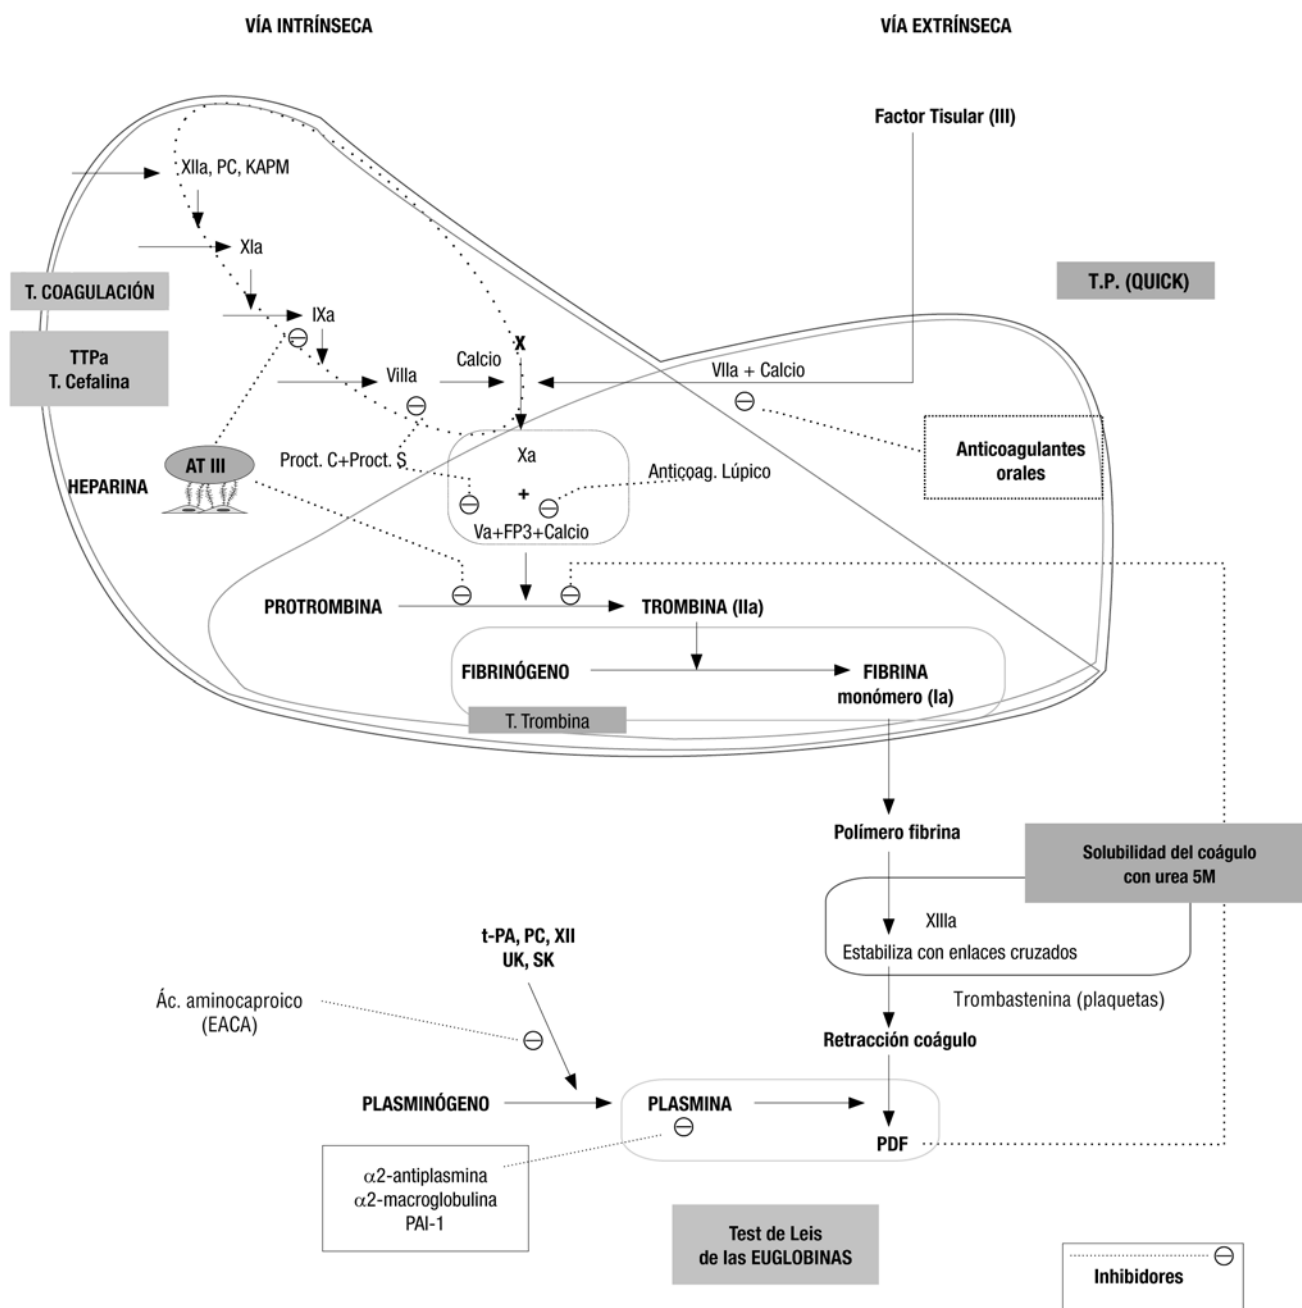 VÍA INTRÍNSECA
VÍA EXTRÍNSECA
Factor Tisular (III)
XIIa, PC, KAPM
XIa
T. COAGULACIÓN
T.P. (QUICK)
IXa
TTPa
T. Cefalina
X
Calcio
VIIa + Calcio
VIIIa
Anticoagulantes
orales
AT III
Proct. C+Proct. S
Xa
Anticoag. Lúpico
HEPARINA
+
Va+FP3+Calcio
PROTROMBINA
TROMBINA (IIa)
FIBRINÓGENO
FIBRINA
monómero (Ia)
T. Trombina
Polímero fibrina
Solubilidad del coágulo
con urea 5M
XIIIa
Estabiliza con enlaces cruzados
t-PA, PC, XII
UK, SK
Ác. aminocaproico
(EACA)
Trombastenina (plaquetas)
Retracción coágulo
PLASMINÓGENO
PLASMINA
PDF
α2-antiplasmina
α2-macroglobulina
PAI-1
Test de Leis
de las EUGLOBINAS
Inhibidores